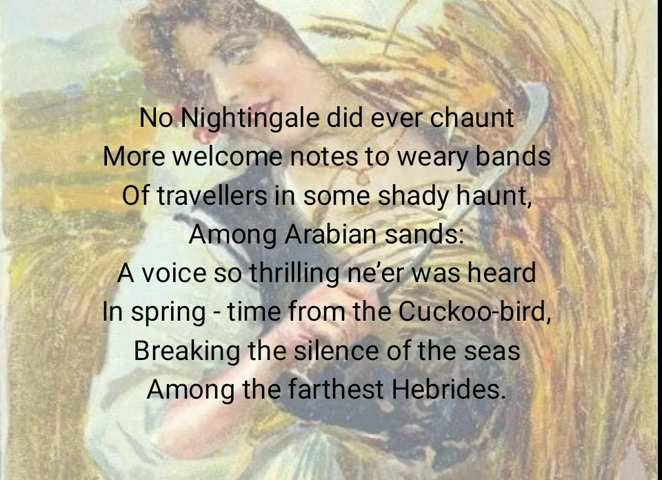 No Nightingale did ever chaunt
More welcome notes to weary bands
Of travellers in some shady haunt,
Among Arabian sands:
A voice so thrilling ne’er was heard
In spring - time from the Cuckoo-bird,
Breaking the silence of the seas
Among the farthest Hebrides.